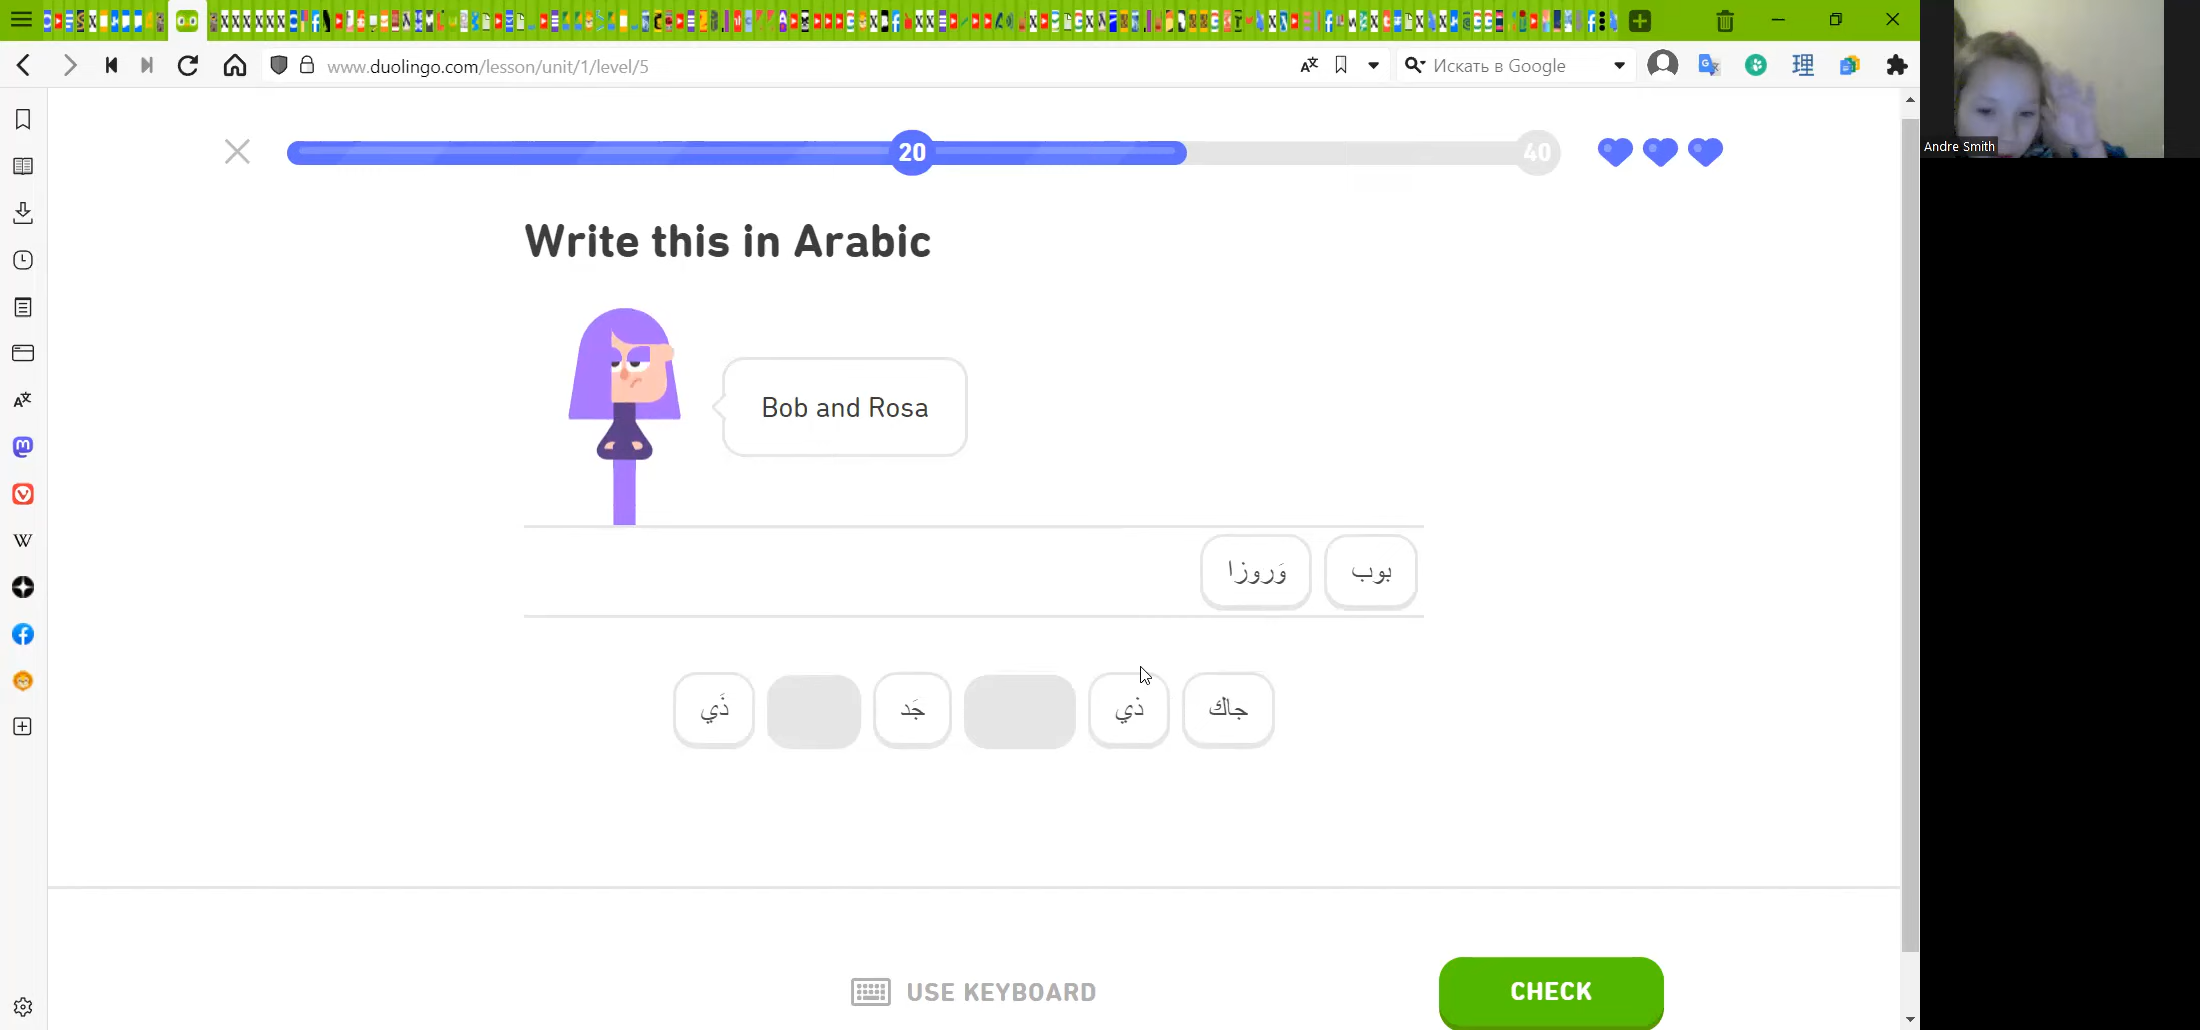 www.duolingo.com/lesson/unit/1/level/5
Искать в Google
Andre Smith
20
40
Write this in Arabic
Bob and Rosa
بوب وَروزا
ذَي جَد ذي جاك
USE KEYBOARD
CHECK